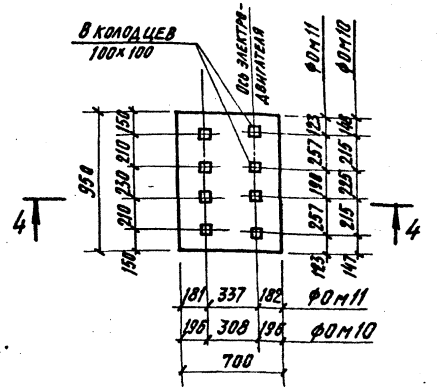 8 КОЛОДЦЕВ
100×100
ОСЬ ЭЛЕКТРО-
ДВИГАТЕЛЯ
ФОМ11
ФОМ10
950
150
210
230
210
150
123
257
198
257
123
148
215
225
215
147
4
4
181 337 182 ФОМ11
196 308 196 ФОМ10
700